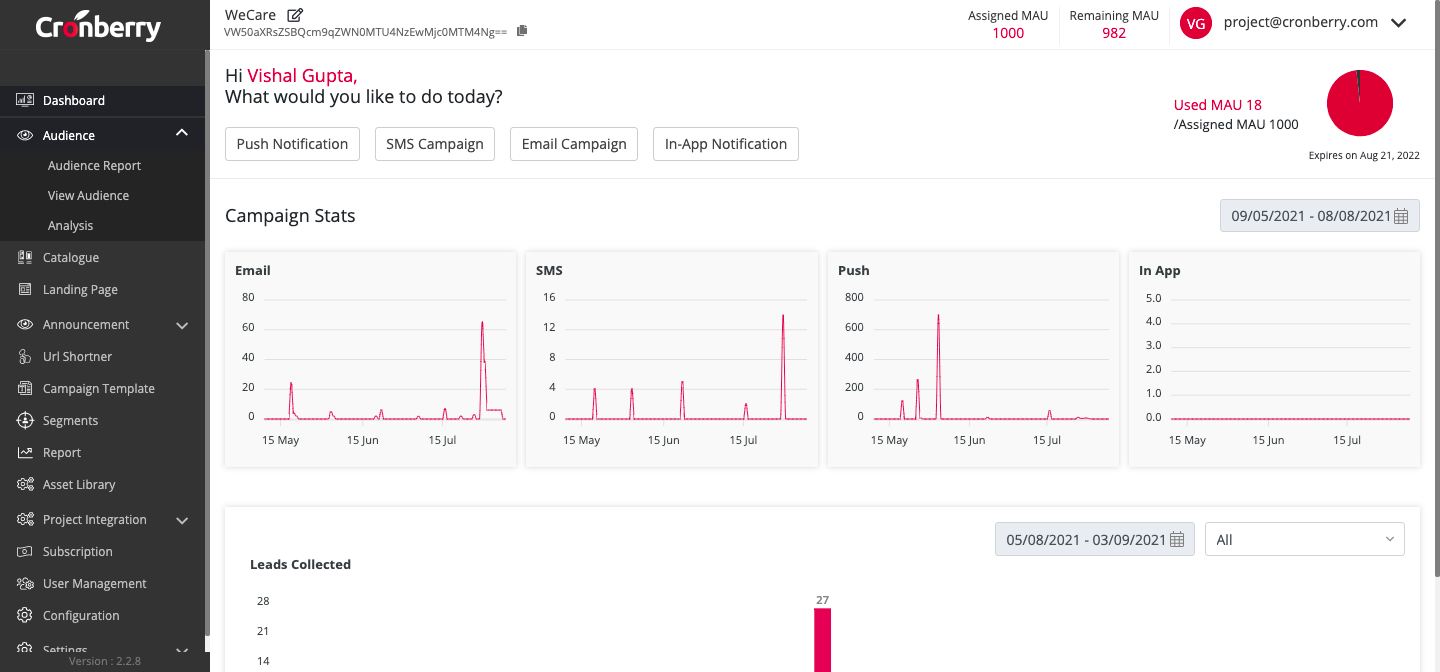 Cronberry
Dashboard
Audience
Audience Report
View Audience
Analysis
Catalogue
Landing Page
Announcement
Url Shortner
Campaign Template
Segments
Report
Asset Library
Project Integration
Subscription
User Management
Configuration
Settings
Version : 2.2.8
WeCare
VW50aXRsZSBQcm9qZWN0MTU4NzEwMjc0MTM4Ng==
Assigned MAU
1000
Remaining MAU
982
VG
project@cronberry.com
Hi Vishal Gupta,
What would you like to do today?
Push Notification
SMS Campaign
Email Campaign
In-App Notification
Used MAU 18
/Assigned MAU 1000
Expires on Aug 21, 2022
Campaign Stats
09/05/2021 - 08/08/2021
Email
80
60
40
20
0
15 May
15 Jun
15 Jul
SMS
16
12
8
4
0
15 May
15 Jun
15 Jul
Push
800
600
400
200
0
15 May
15 Jun
15 Jul
In App
5.0
4.0
3.0
2.0
1.0
0.0
15 May
15 Jun
15 Jul
05/08/2021 - 03/09/2021
All
Leads Collected
28
21
14
27